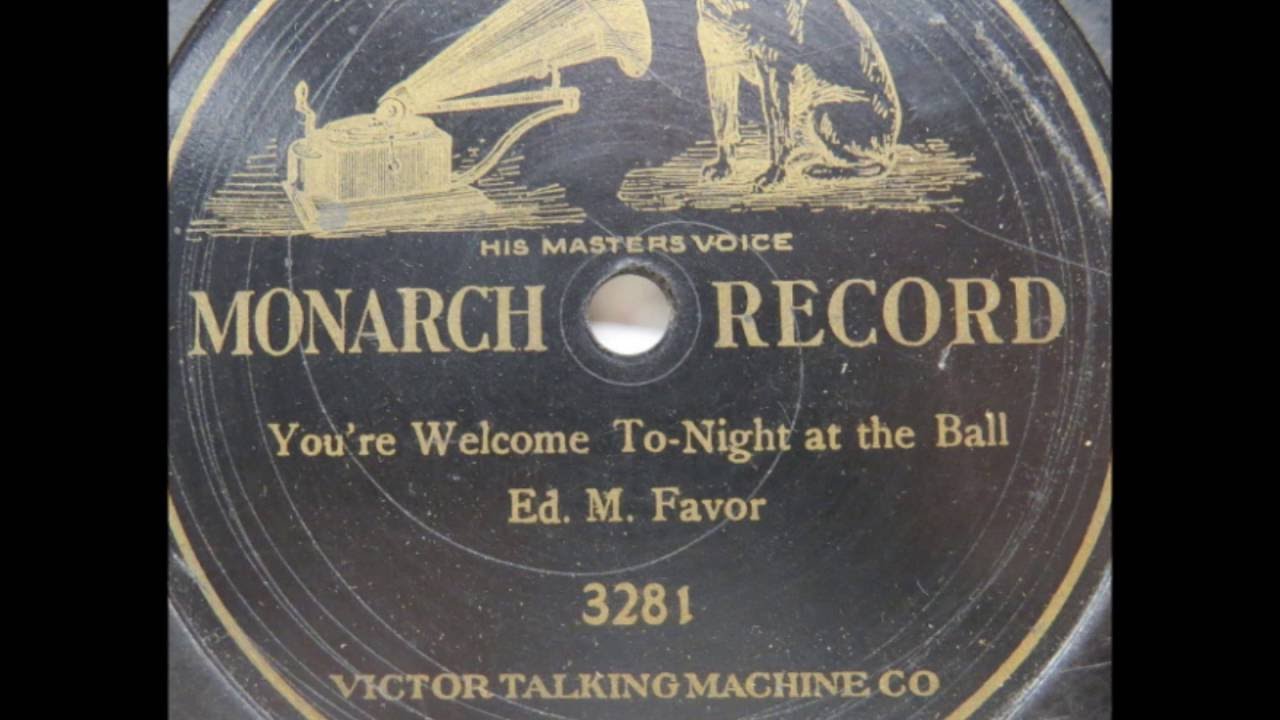 HIS MASTERS VOICE
MONARCH RECORD
You're Welcome To-Night at the Ball
Ed. M. Favor
3281
VICTOR TALKING MACHINE CO